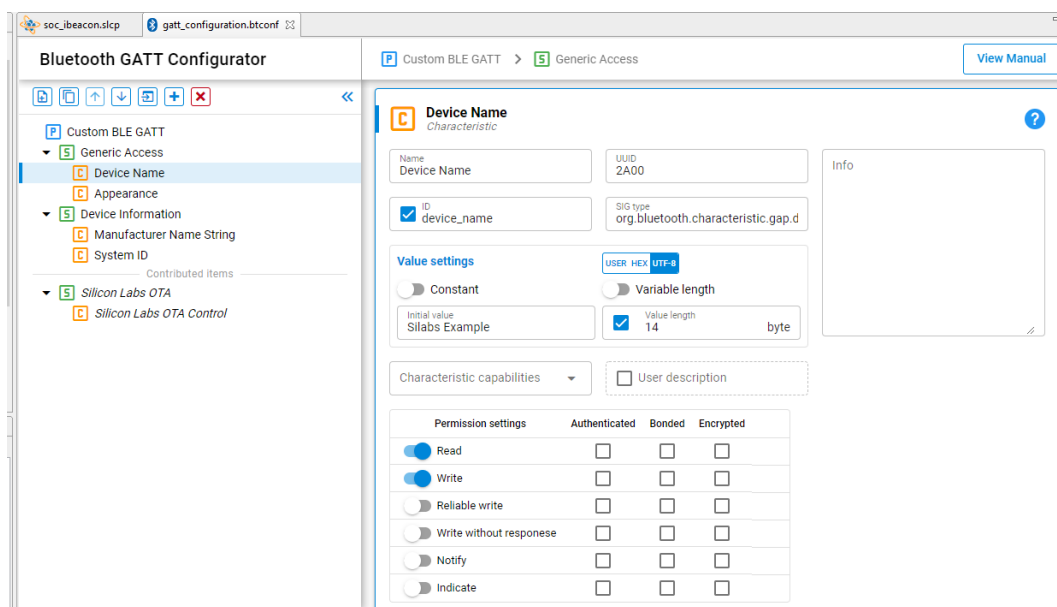 soc_ibeacon.slcp
gatt_configuration.btconf
Bluetooth GATT Configurator
P Custom BLE GATT > S Generic Access
View Manual
P Custom BLE GATT
S Generic Access
C Device Name
C Appearance
S Device Information
C Manufacturer Name String
C System ID
Contributed items
S Silicon Labs OTA
C Silicon Labs OTA Control
C Device Name
Characteristic
?
Name
Device Name
UUID
2A00
Info
ID
device_name
SIG type
org.bluetooth.characteristic.gap.d
Value settings
USER HEX UTF-8
Constant
Variable length
Initial value
Silabs Example
Value length
14 byte
Characteristic capabilities
User description
Permission settings Authenticated Bonded Encrypted
Read
Write
Reliable write
Write without responese
Notify
Indicate